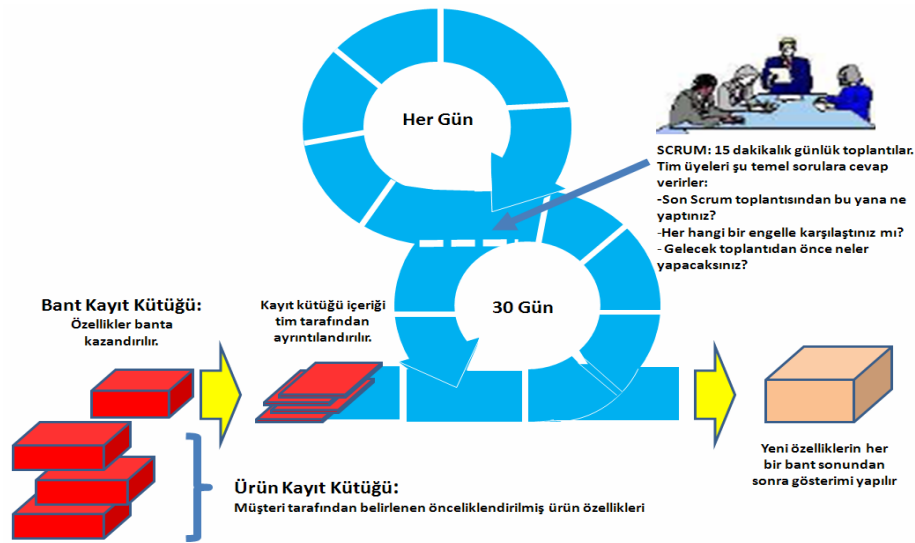 Her Gün
SCRUM: 15 dakikalık günlük toplantılar.
Tim üyeleri şu temel sorulara cevap
verirler:
-Son Scrum toplantısından bu yana ne
yaptınız?
-Her hangi bir engelle karşılaştınız mı?
- Gelecek toplantıdan önce neler
yapacaksınız?
30 Gün
Bant Kayıt Kütüğü:
Özellikler banta
kazandırılır.
Kayıt kütüğü içeriği
tim tarafından
ayrıntılandırılır.
Yeni özelliklerin her
bir bant sonundan
sonra gösterimi yapılır
Ürün Kayıt Kütüğü:
Müşteri tarafından belirlenen önceliklendirilmiş ürün özellikleri